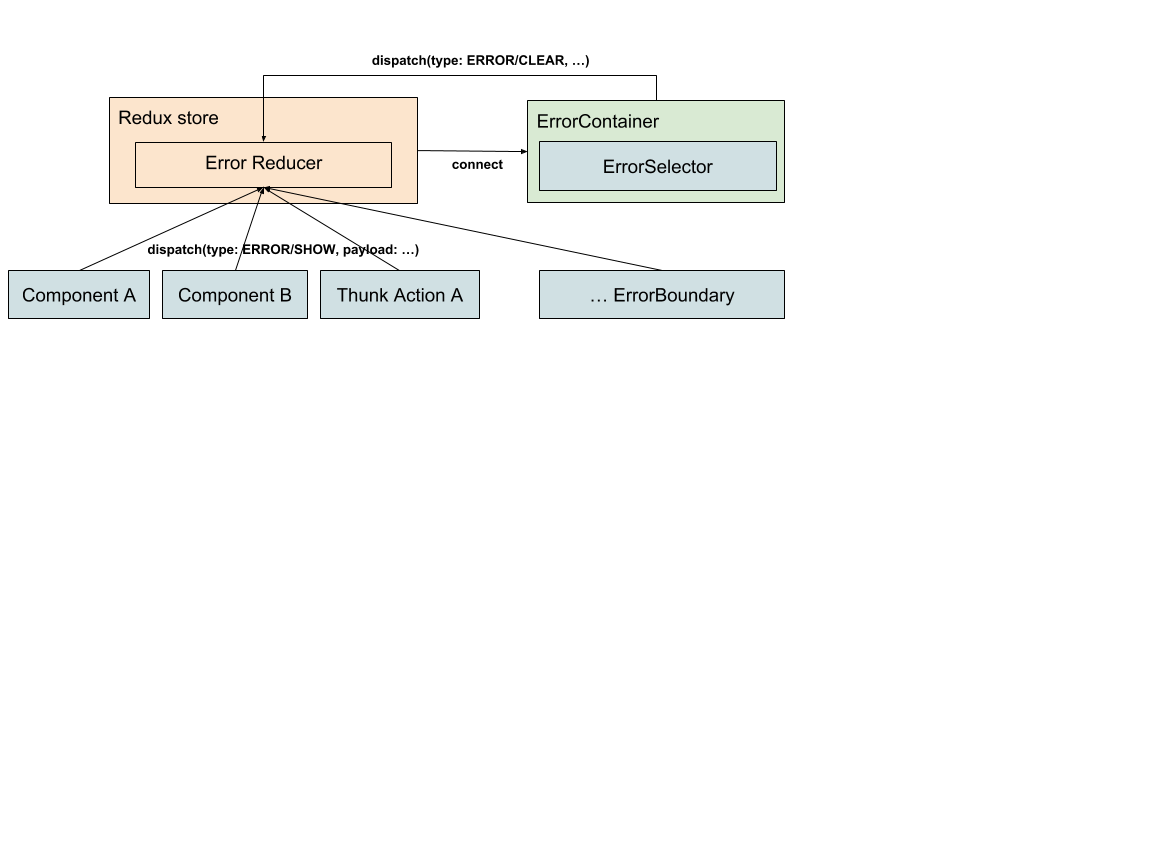 dispatch(type: ERROR/CLEAR, …)
Redux store
Error Reducer
connect
ErrorContainer
ErrorSelector
dispatch(type: ERROR/SHOW, payload: …)
Component A
Component B
Thunk Action A
… ErrorBoundary